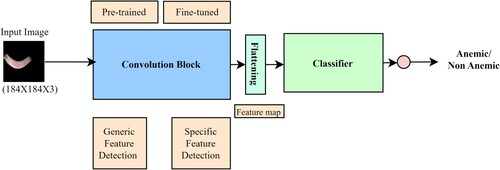 Pre-trained
Fine-tuned
Input Image
(184X184X3)
Convolution Block
Flattening
Classifier
Anemic/
Non Anemic
Feature map
Generic
Feature
Detection
Specific
Feature
Detection